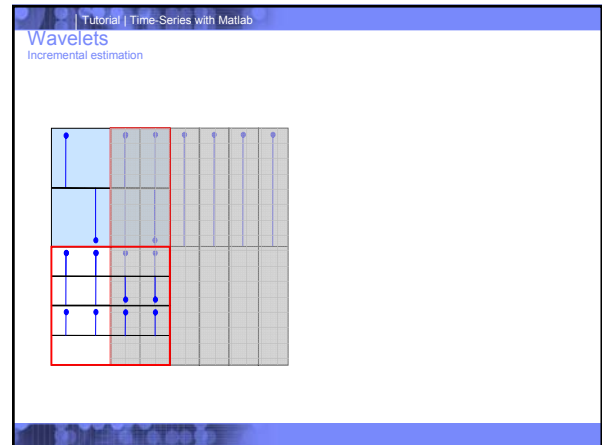 Tutorial | Time-Series with Matlab
Wavelets
Incremental estimation